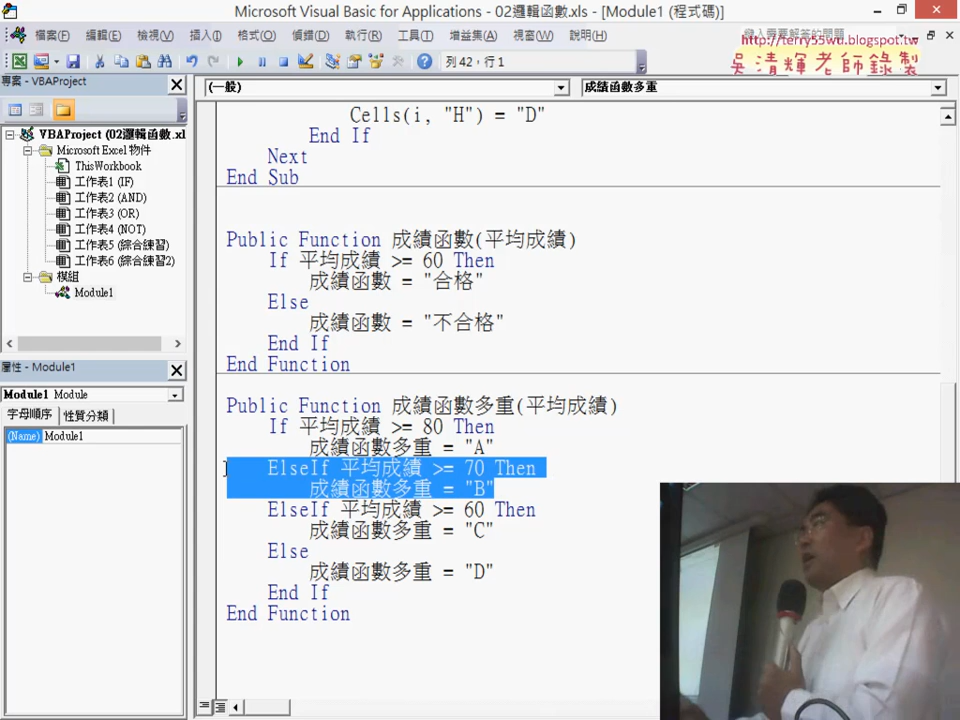 Microsoft Visual Basic for Applications - 02邏輯函數.xls - [Module1 (程式碼)]
檔案(F) 編輯(E) 檢視(V) 插入(I) 格式(O) 偵錯(D) 執行(R) 工具(T) 增益集(A) 視窗(W) 說明(H)
http://terry55wu.blogspot.tw
吳清輝老師錄製
列 42，行 1
專案 - VBAProject
(一般)
成績函數多重
VBAProject (02邏輯函數.xl
Microsoft Excel 物件
ThisWorkbook
工作表1 (IF)
工作表2 (AND)
工作表3 (OR)
工作表4 (NOT)
工作表5 (綜合練習)
工作表6 (綜合練習2)
模組
Module1
屬性 - Module1
Module1 Module
字母順序 性質分類
(Name) Module1
Cells(i, "H") = "D"
End If
Next
End Sub
Public Function 成績函數(平均成績)
If 平均成績 >= 60 Then
成績函數 = "合格"
Else
成績函數 = "不合格"
End If
End Function
Public Function 成績函數多重(平均成績)
If 平均成績 >= 80 Then
成績函數多重 = "A"
ElseIf 平均成績 >= 70 Then
成績函數多重 = "B"
ElseIf 平均成績 >= 60 Then
成績函數多重 = "C"
Else
成績函數多重 = "D"
End If
End Function